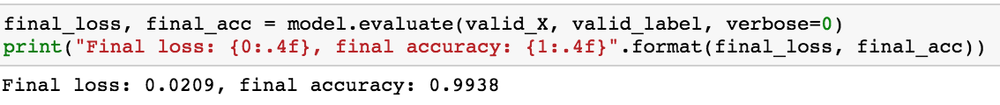 final_loss, final_acc = model.evaluate(valid_X, valid_label, verbose=0)
print("Final loss: {0:.4f}, final accuracy: {1:.4f}".format(final_loss, final_acc))
Final loss: 0.0209, final accuracy: 0.9938